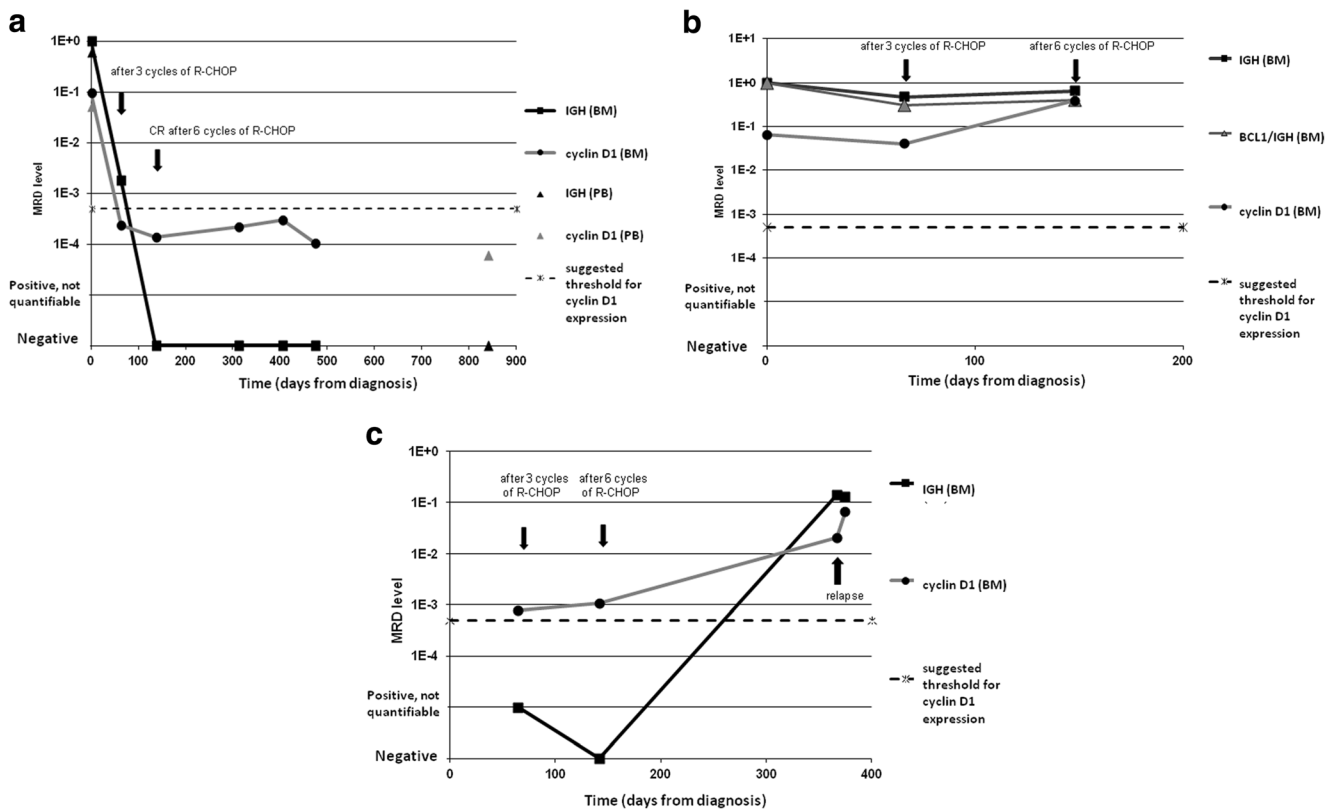 a
1E+0
1E-1
1E-2
1E-3
1E-4
Positive, not
quantifiable
Negative
MRD level
after 3 cycles of R-CHOP
CR after 6 cycles of R-CHOP
0 100 200 300 400 500 600 700 800 900
Time (days from diagnosis)
IGH (BM)
cyclin D1 (BM)
IGH (PB)
cyclin D1 (PB)
suggested
threshold for
cyclin D1
expression
b
1E+1
1E+0
1E-1
1E-2
1E-3
1E-4
Positive, not
quantifiable
Negative
MRD level
after 3 cycles of R-CHOP
after 6 cycles of R-CHOP
0 100 200
Time (days from diagnosis)
IGH (BM)
BCL1/IGH (BM)
cyclin D1 (BM)
suggested
threshold for
cyclin D1
expression
c
1E+0
1E-1
1E-2
1E-3
1E-4
Positive, not
quantifiable
Negative
MRD level
after 3 cycles
of R-CHOP
after 6 cycles
of R-CHOP
relapse
0 100 200 300 400
Time (days from diagnosis)
IGH (BM)
cyclin D1 (BM)
suggested
threshold for
cyclin D1
expression